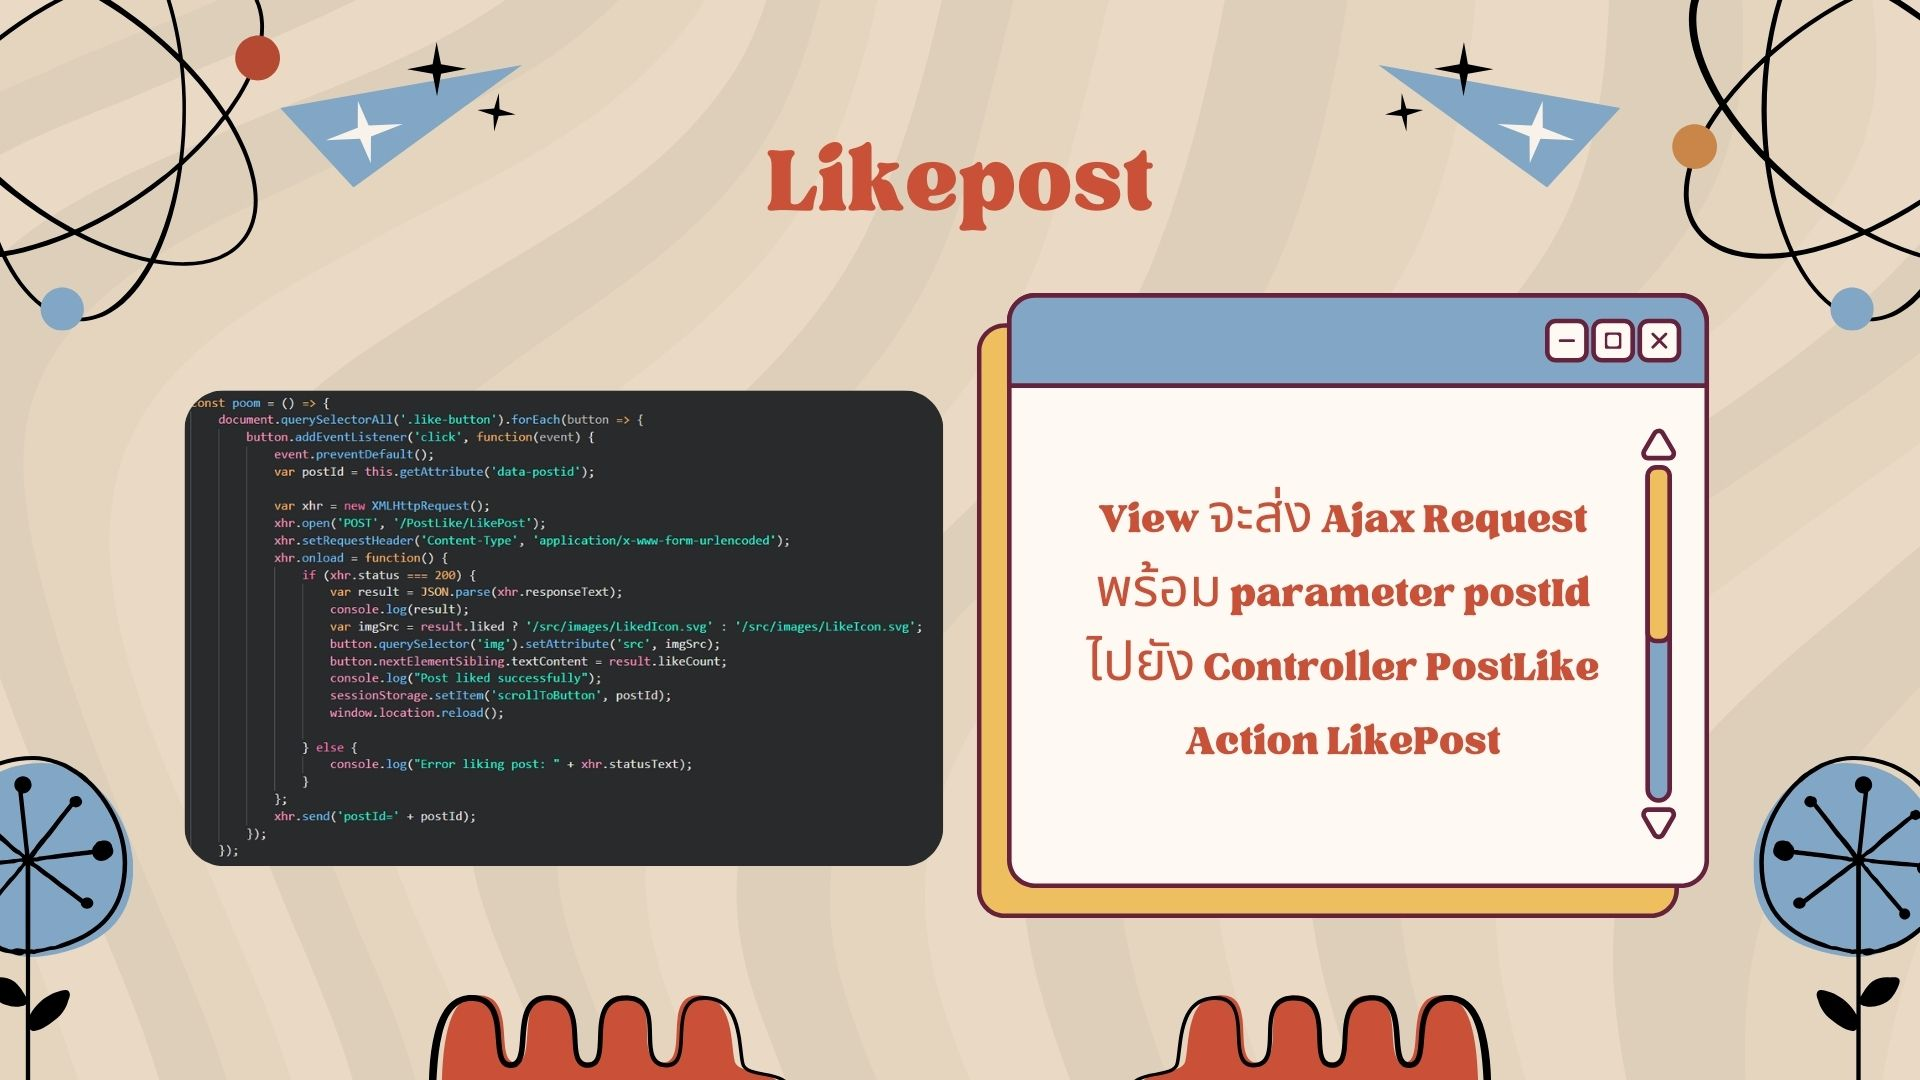 Likepost
const poom = () => {
document.querySelectorAll('.like-button').forEach(button => {
button.addEventListener('click', function(event) {
event.preventDefault();
var postId = this.getAttribute('data-postid');
var xhr = new XMLHttpRequest();
xhr.open('POST', '/PostLike/LikePost');
xhr.setRequestHeader('Content-Type', 'application/x-www-form-urlencoded');
xhr.onload = function() {
if (xhr.status === 200) {
var result = JSON.parse(xhr.responseText);
console.log(result);
var imgSrc = result.liked ? '/src/images/LikedIcon.svg' : '/src/images/LikeIcon.svg';
button.querySelector('img').setAttribute('src', imgSrc);
button.nextElementSibling.textContent = result.likeCount;
console.log("Post liked successfully");
sessionStorage.setItem('scrollToButton', postId);
window.location.reload();
} else {
console.log("Error liking post: " + xhr.statusText);
}
};
xhr.send('postId=' + postId);
});
});
View จะส่ง Ajax Request
พร้อม parameter postId
ไปยัง Controller PostLike
Action LikePost